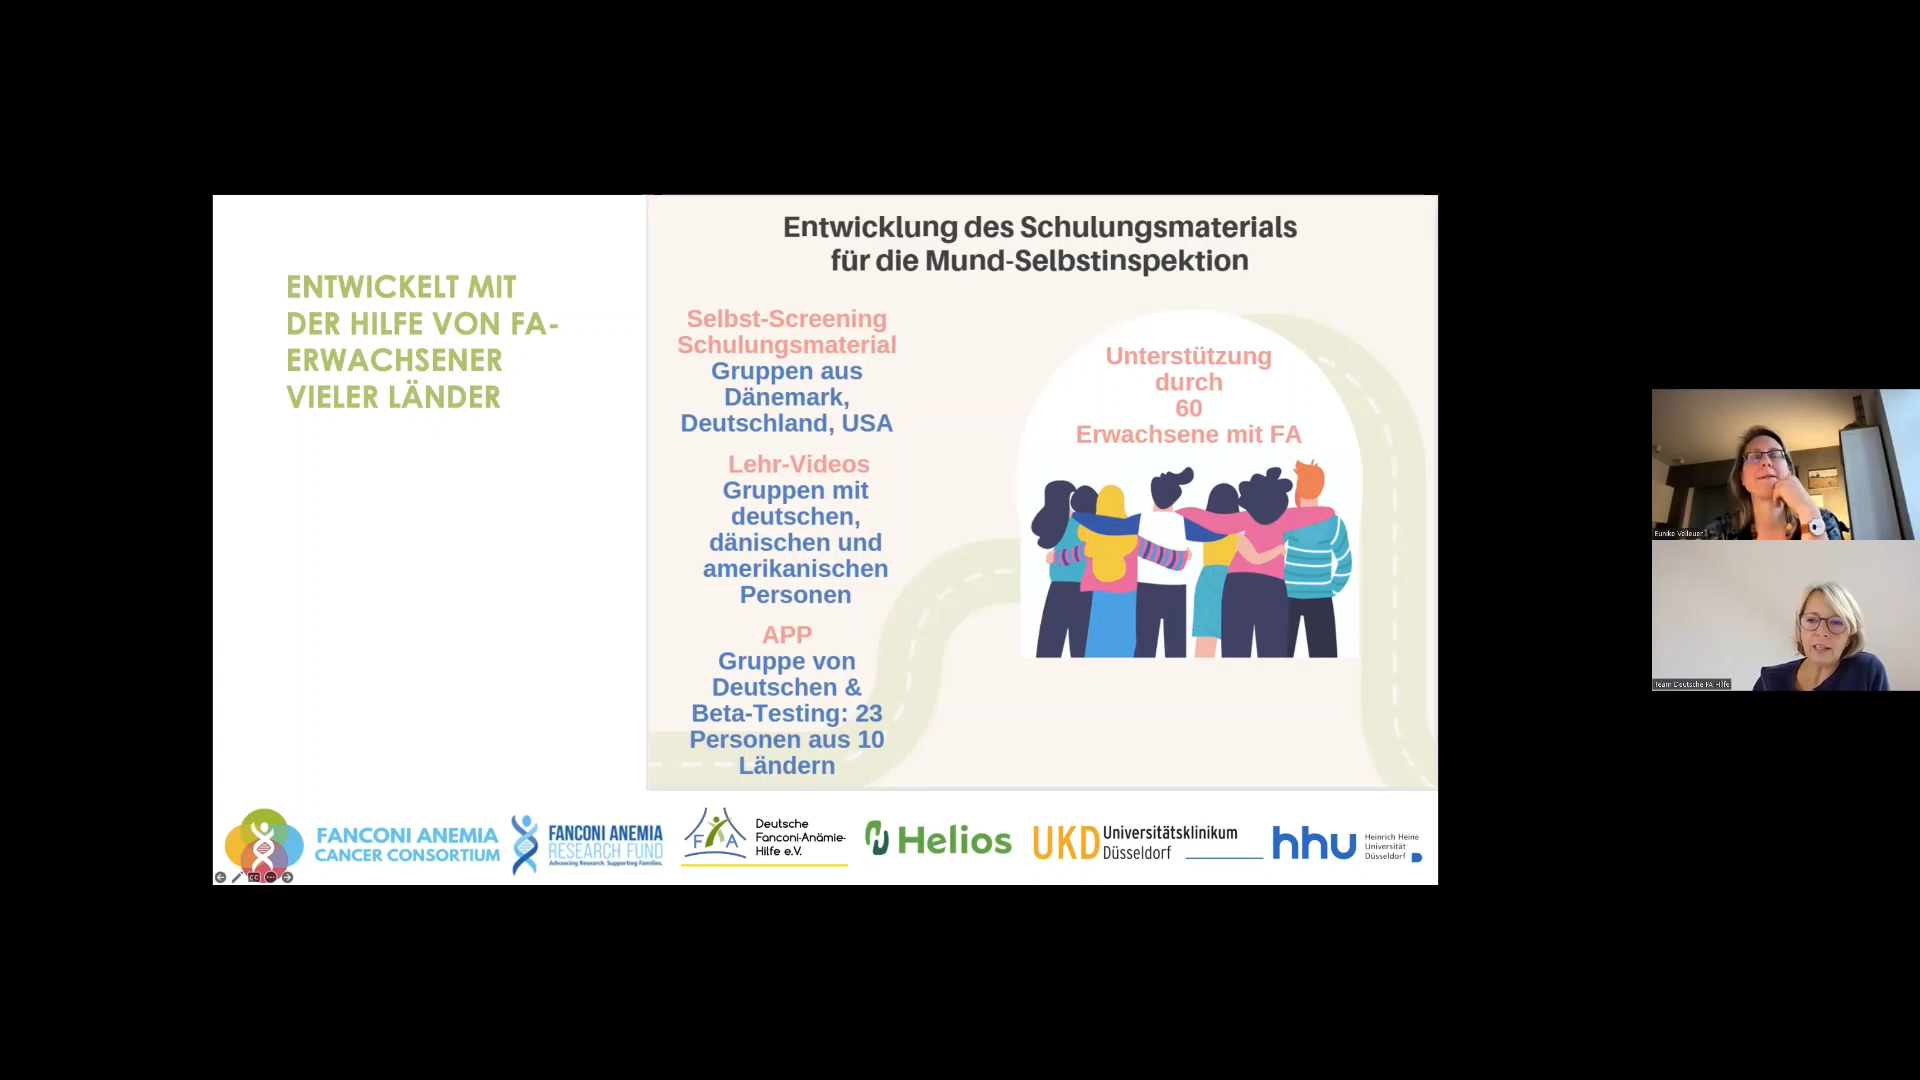 ENTWICKELT MIT
DER HILFE VON FA-
ERWACHSENER
VIELER LÄNDER
Entwicklung des Schulungsmaterials
für die Mund-Selbstinspektion
Selbst-Screening
Schulungsmaterial
Gruppen aus
Dänemark,
Deutschland, USA
Lehr-Videos
Gruppen mit
deutschen,
dänischen und
amerikanischen
Personen
APP
Gruppe von
Deutschen &
Beta-Testing: 23
Personen aus 10
Ländern
Unterstützung
durch
60
Erwachsene mit FA
FANCONI ANEMIA
CANCER CONSORTIUM
FANCONI ANEMIA
RESEARCH FUND
Advancing Research. Supporting Families.
F A
Deutsche
Fanconi-Anämie-
Hilfe e.V.
Helios
UKD Universitätsklinikum
Düsseldorf
hhu
Heinrich Heine
Universität
Düsseldorf
Eunike Velleuer
Team Deutsche FA-Hilfe